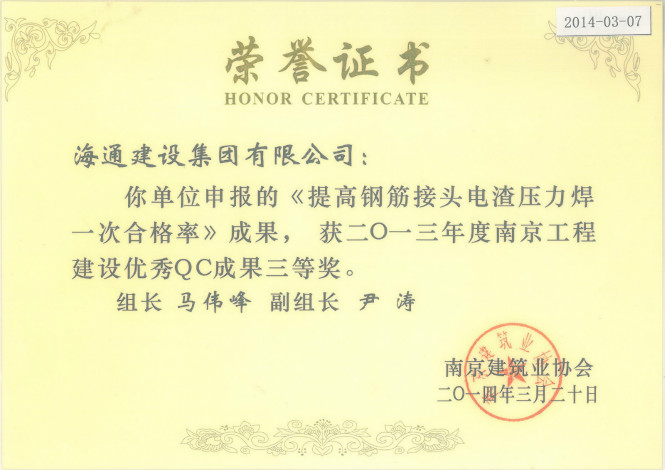 2014-03-07
荣誉证书
HONOR CERTIFICATE
海通建设集团有限公司：
你单位申报的《提高钢筋接头电渣压力焊
一次合格率》成果， 获二〇一三年度南京工程
建设优秀QC成果三等奖。
组长 马伟峰 副组长 尹 涛
南京建筑业协会
二〇一四年三月二十日